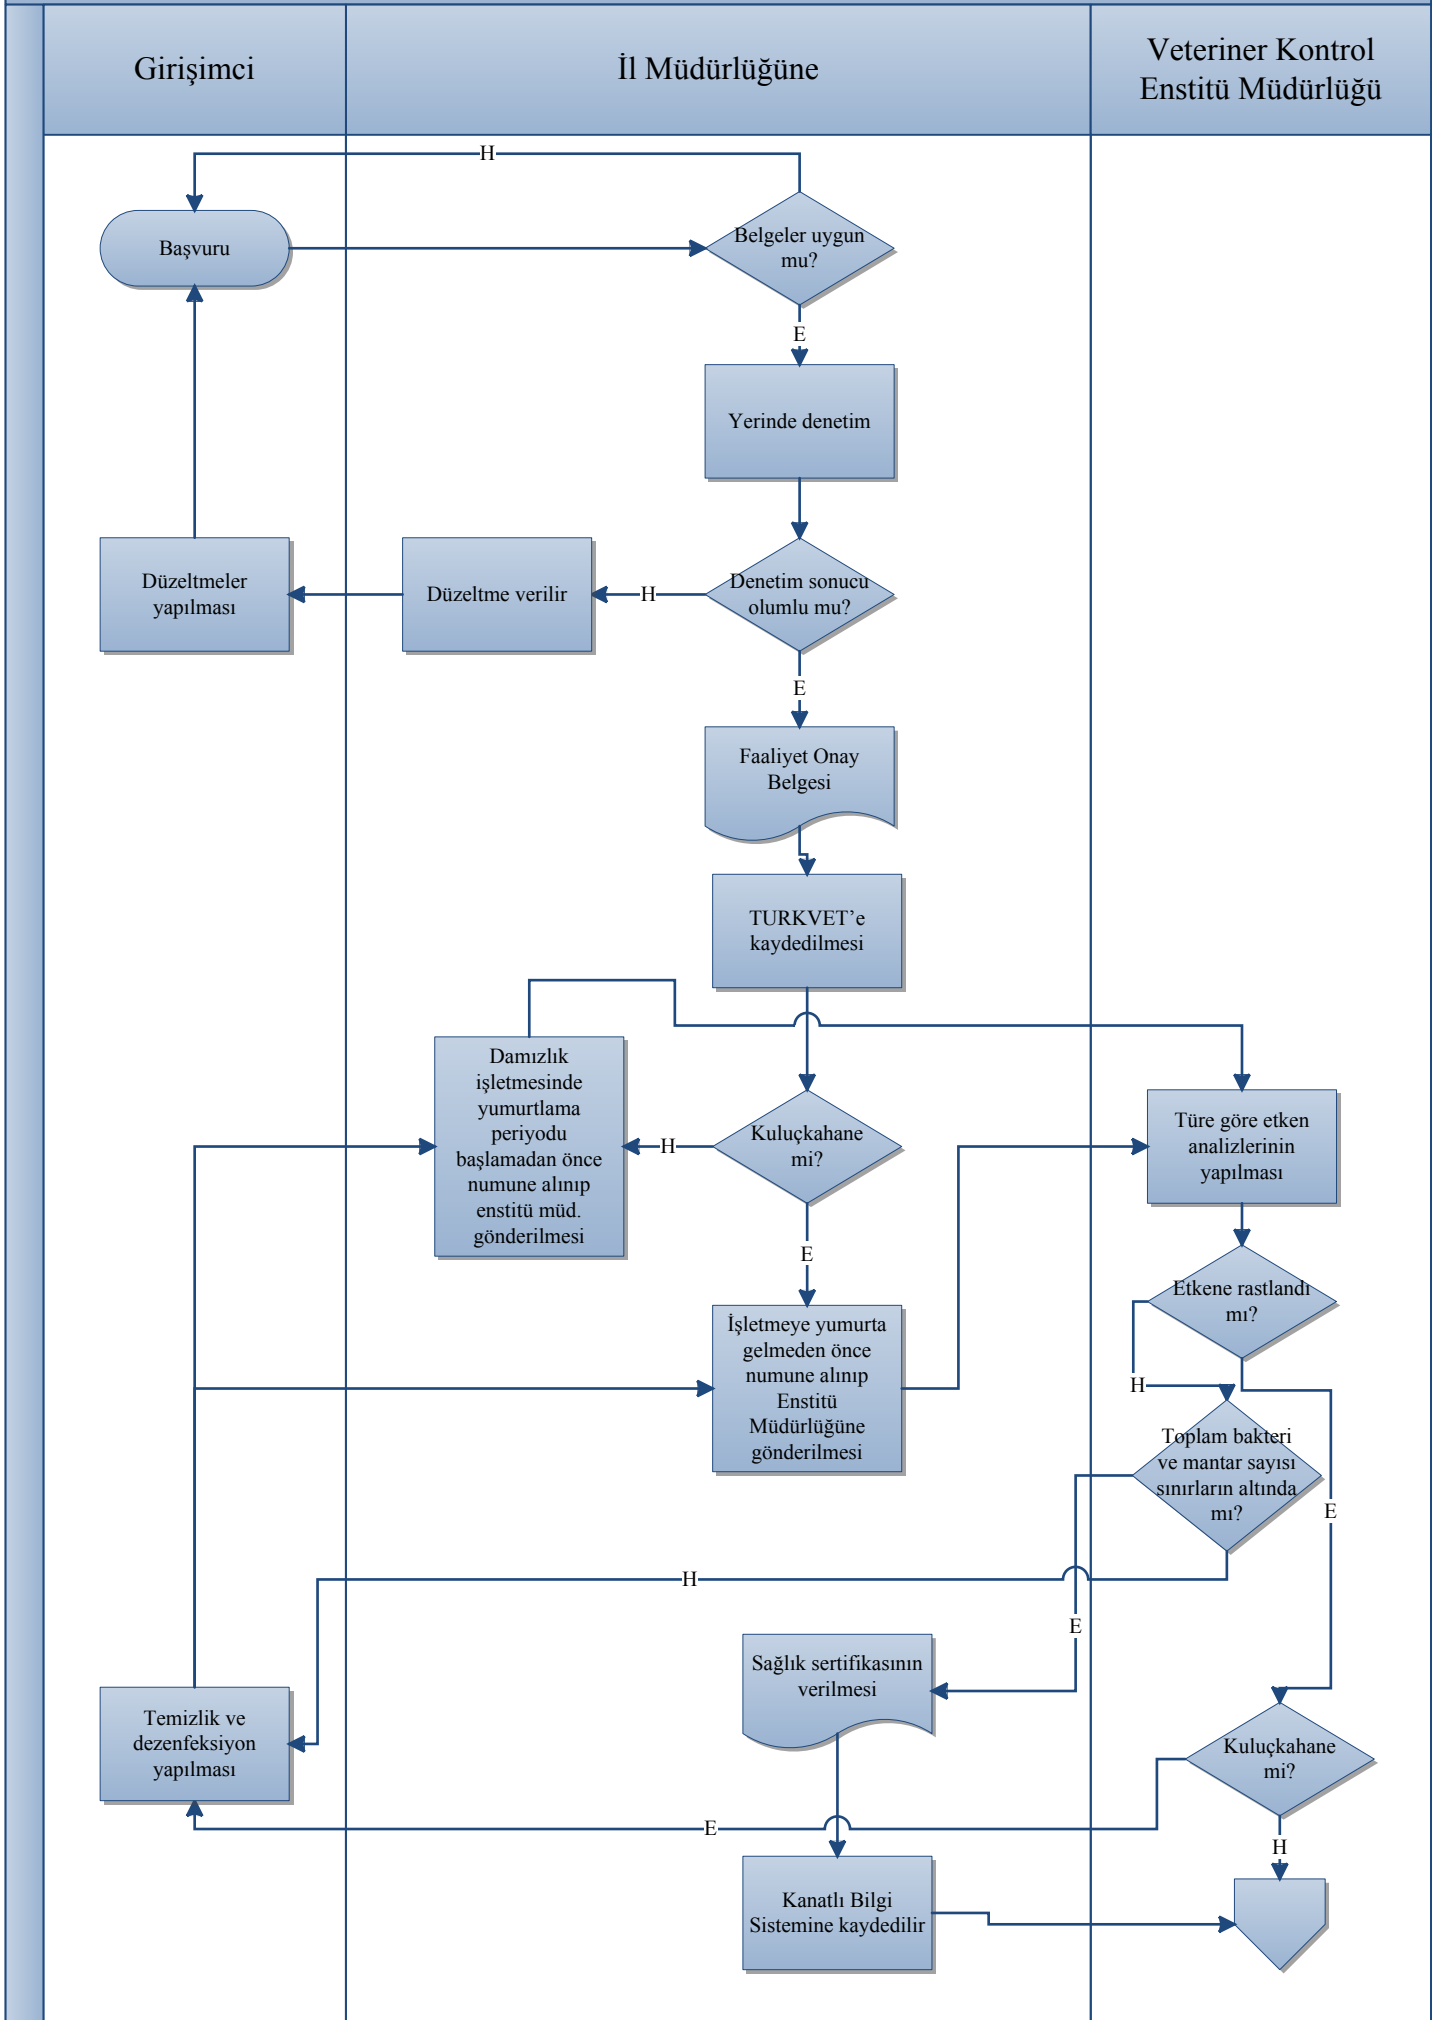 Girişimci
İl Müdürlüğüne
Veteriner Kontrol
Enstitü Müdürlüğü
H
Başvuru
Belgeler uygun
mu?
E
Yerinde denetim
Düzeltmeler
yapılması
Düzeltme verilir
H
Denetim sonucu
olumlu mu?
E
Faaliyet Onay
Belgesi
TURKVET’e
kaydedilmesi
Damızlık
işletmesinde
yumurtlama
periyodu
başlamadan önce
numune alınıp
enstitü müd.
gönderilmesi
H
Kuluçkahane
mi?
E
Türe göre etken
analizlerinin
yapılması
Etkene rastlandı
mı?
H
İşletmeye yumurta
gelmeden önce
numune alınıp
Enstitü
Müdürlüğüne
gönderilmesi
Toplam bakteri
ve mantar sayısı
sınırların altında
mı?
E
H
E
Sağlık sertifikasının
verilmesi
Temizlik ve
dezenfeksiyon
yapılması
Kuluçkahane
mi?
E
H
Kanatlı Bilgi
Sistemine kaydedilir